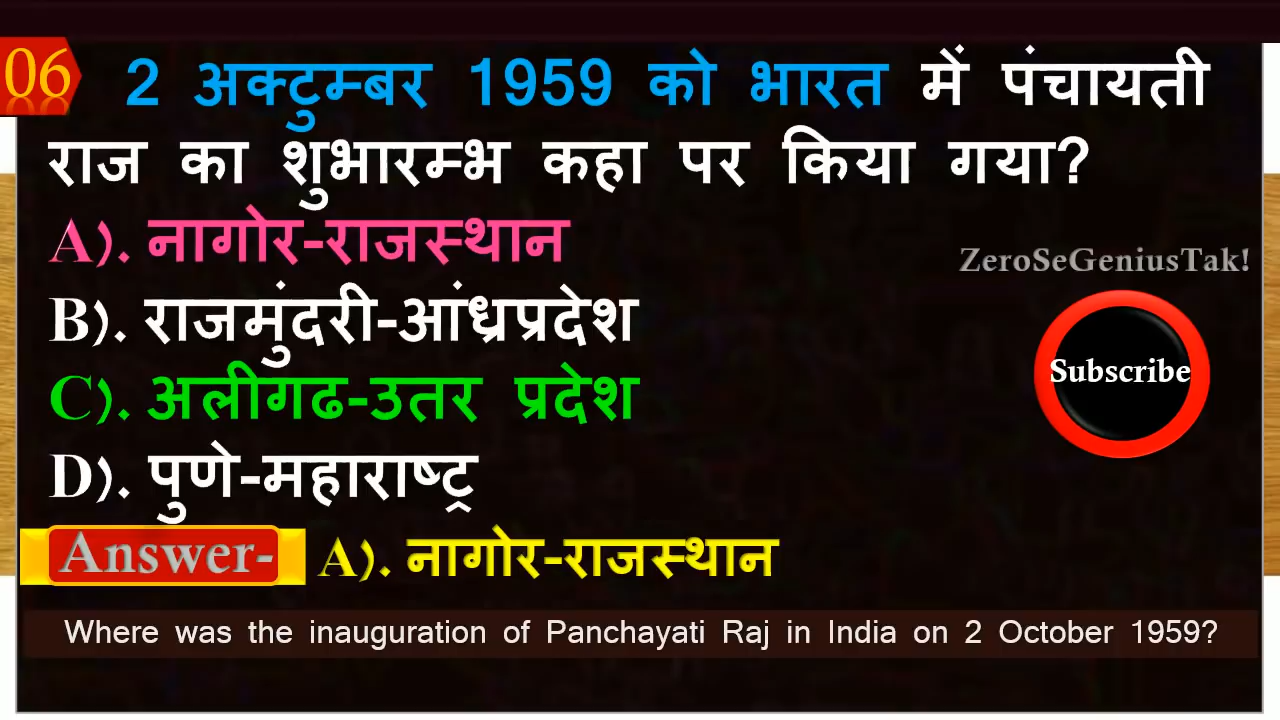 06
2 अक्टुम्बर 1959 को भारत में पंचायती
राज का शुभारम्भ कहा पर किया गया?
A). नागोर-राजस्थान
ZeroSeGeniusTak!
B). राजमुंदरी-आंध्रप्रदेश
Subscribe
C). अलीगढ-उतर प्रदेश
D). पुणे-महाराष्ट्र
Answer- A). नागोर-राजस्थान
Where was the inauguration of Panchayati Raj in India on 2 October 1959?